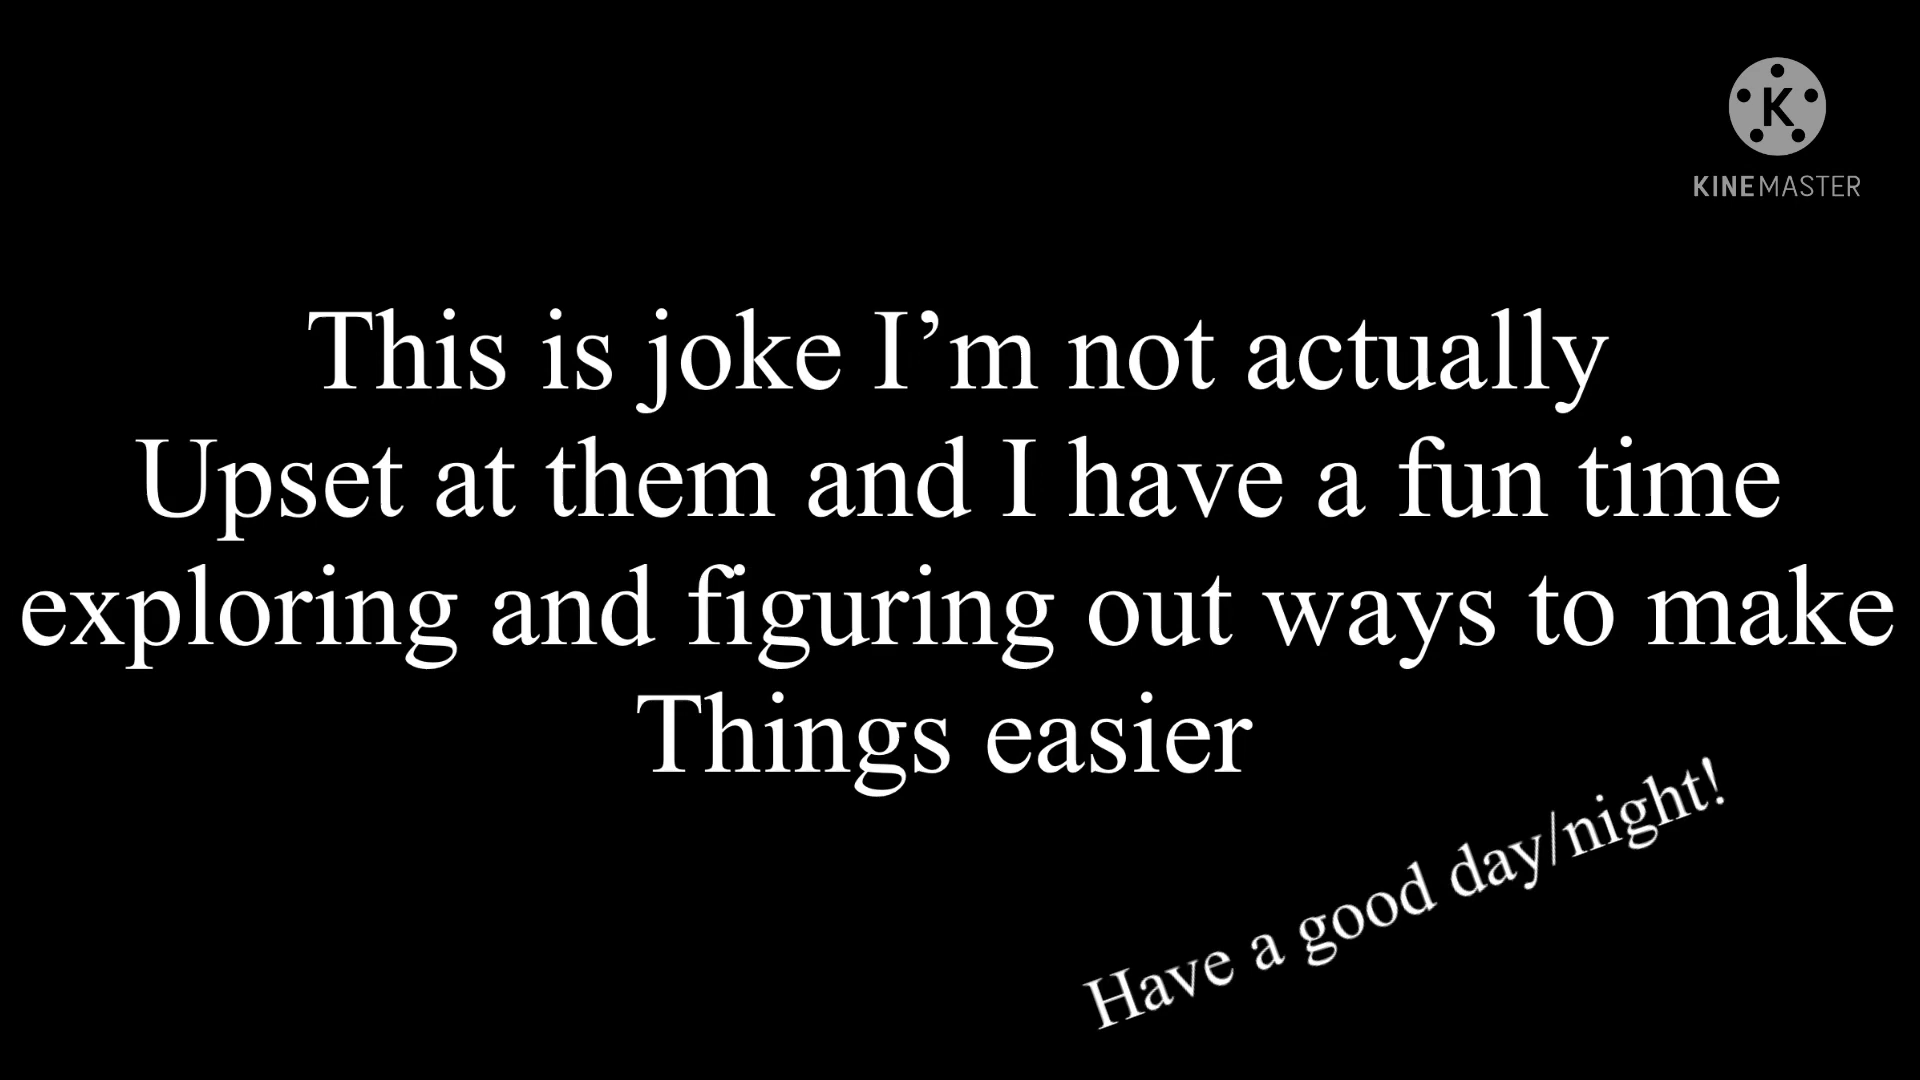 K
KINEMASTER
This is joke I’m not actually
Upset at them and I have a fun time
exploring and figuring out ways to make
Things easier
Have a good day/night!